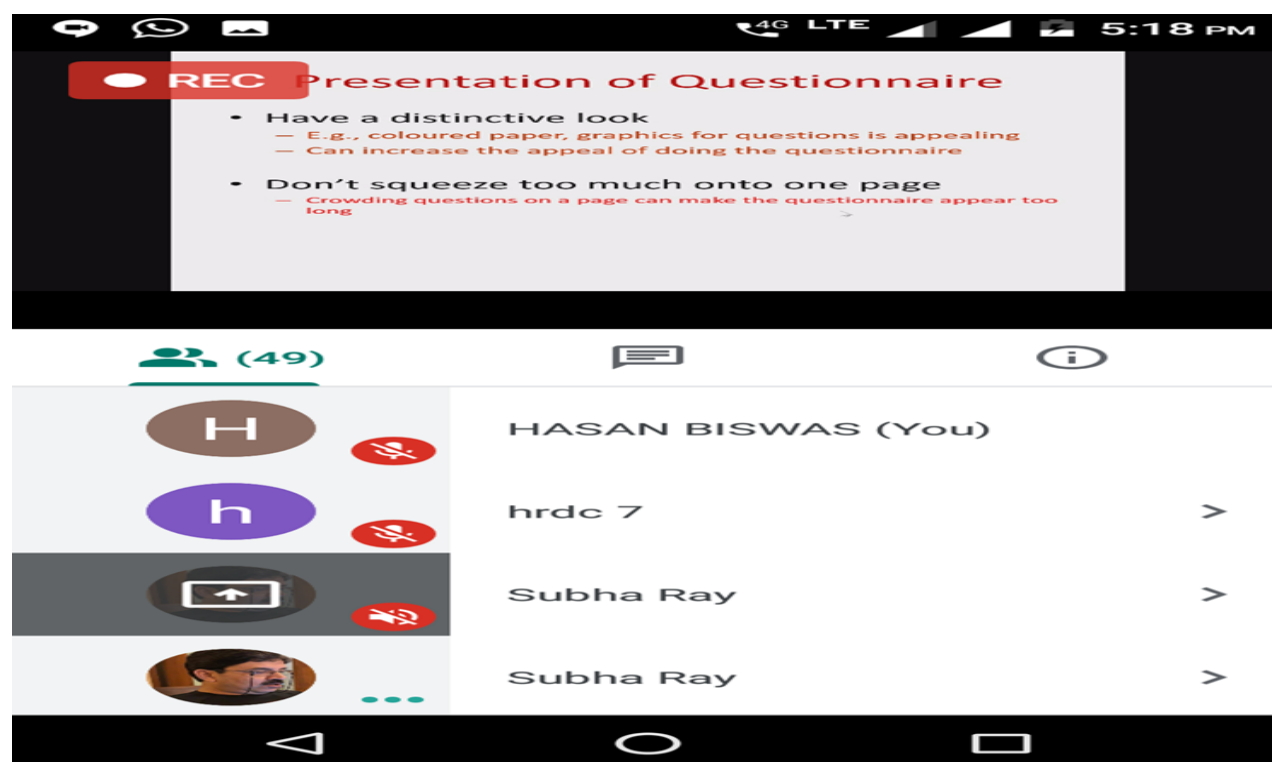 4G LTE 5:18 PM
REC Presentation of Questionnaire
• Have a distinctive look
– E.g., coloured paper, graphics for questions is appealing
– Can increase the appeal of doing the questionnaire
• Don't squeeze too much onto one page
– Crowding questions on a page can make the questionnaire appear too
long
(49)
H HASAN BISWAS (You)
h hrdc 7
Subha Ray
Subha Ray